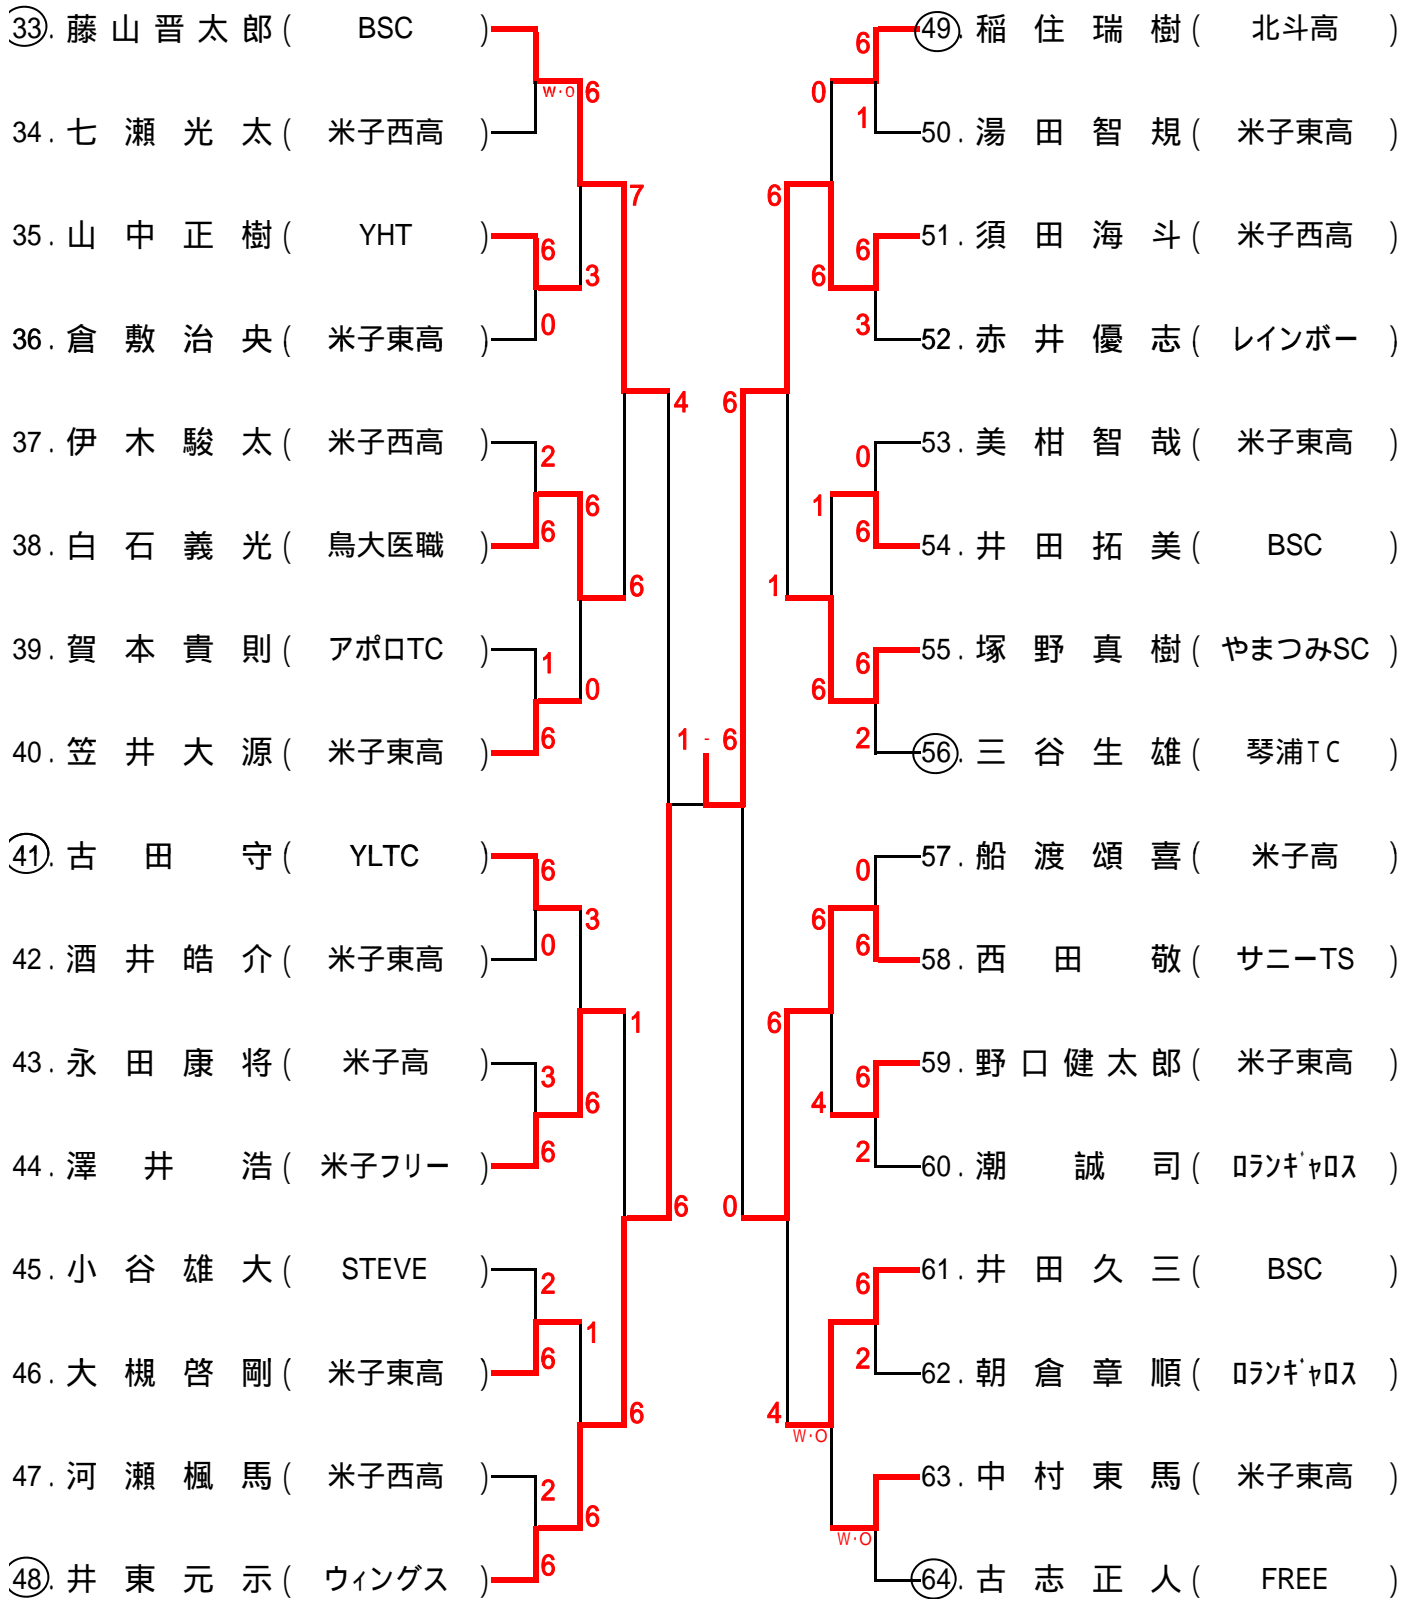 33. 藤山晋太郎 ( BSC )
W·O 6
34. 七瀬光太 ( 米子西高 )
7
35. 山中正樹 ( YHT )
6
3
0
36. 倉敷治央 ( 米子東高 )
4
37. 伊木駿太 ( 米子西高 )
2
6
6
38. 白石義光 ( 鳥大医職 )
6
39. 賀本貴則 ( アポロTC )
1
0
6
40. 笠井大源 ( 米子東高 )
1 - 6
41. 古田守 ( YLTC )
6
3
0
42. 酒井皓介 ( 米子東高 )
1
43. 永田康将 ( 米子高 )
3
6
6
44. 澤井浩 ( 米子フリー )
6
45. 小谷雄大 ( STEVE )
2
1
6
46. 大槻啓剛 ( 米子東高 )
6
47. 河瀬楓馬 ( 米子西高 )
2
6
6
48. 井東元示 ( ウィングス )
49. 稲住瑞樹 ( 北斗高 )
6
0
1
50. 湯田智規 ( 米子東高 )
6
51. 須田海斗 ( 米子西高 )
6
6
3
52. 赤井優志 ( レインボー )
6
53. 美柑智哉 ( 米子東高 )
0
1
6
54. 井田拓美 ( BSC )
1
55. 塚野真樹 ( やまつみSC )
6
6
2
56. 三谷生雄 ( 琴浦TC )
57. 船渡頌喜 ( 米子高 )
0
6
6
58. 西田敬 ( サニーTS )
6
59. 野口健太郎 ( 米子東高 )
6
4
2
60. 潮誠司 ( ロランギャロス )
0
61. 井田久三 ( BSC )
6
2
62. 朝倉章順 ( ロランギャロス )
4
W·O
63. 中村東馬 ( 米子東高 )
W·O
64. 古志正人 ( FREE )